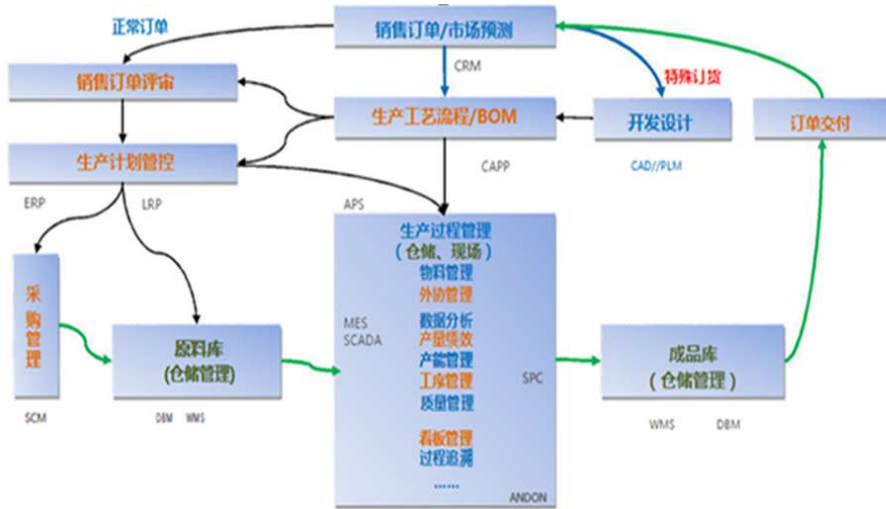 正常订单
销售订单/市场预测
CRM
特殊订货
销售订单评审
生产工艺流程/BOM
开发设计
订单交付
CAPP
CAD//PLM
生产计划管控
ERP
LRP
APS
生产过程管理
(仓储、现场)
物料管理
外协管理
数据分析
产量绩效
产能管理
工序管理
质量管理
看板管理
过程追溯
……
MES
SCADA
SPC
ANDON
采购管理
SCM
原料库
(仓储管理)
DBM WMS
成品库
(仓储管理)
WMS DBM